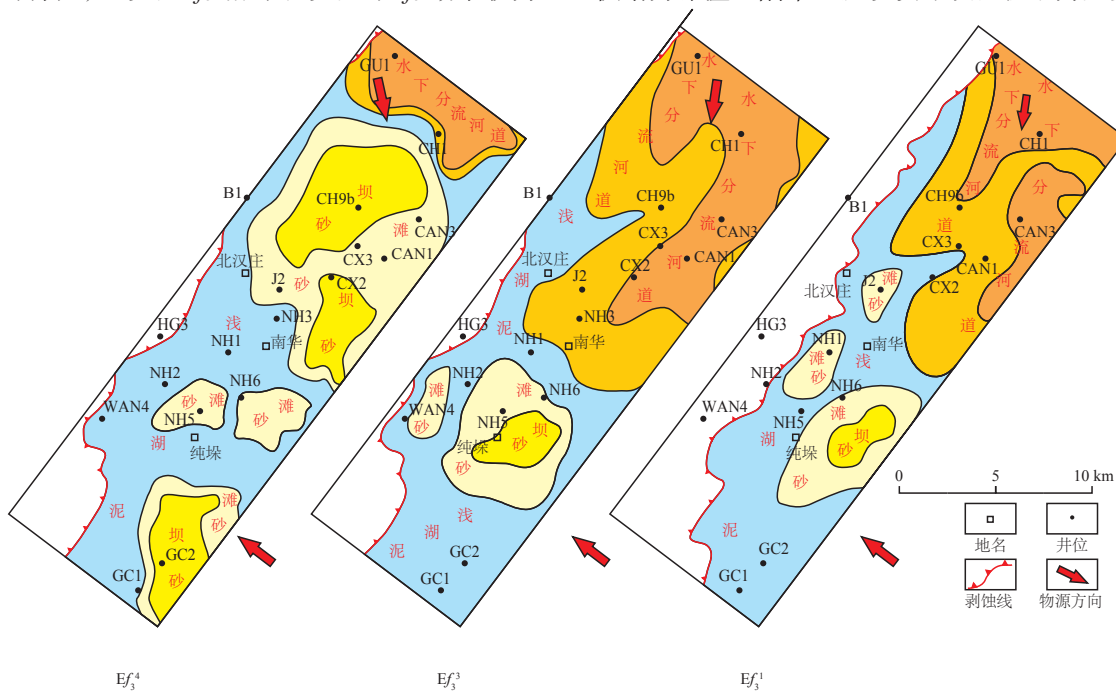 GU1
水
下
分
流
河
道
CH1
B1
坝
CH9b
砂
滩
CAN3
CX3
CAN1
北汉庄
J2
砂
CX2
坝
浅
NH3
HG3
NH1
南华
砂
NH2
NH6
滩
砂
滩
WAN4
NH5
砂
湖
纯垛
泥
坝
滩
砂
GC2
砂
GC1
Ef₃⁴
GU1
水
下
分
流
河
道
水
下
CH1
分
流
B1
浅
CH9b
CAN3
CX3
河
CAN1
北汉庄
湖
J2
CX2
道
泥
NH3
HG3
NH1
南华
NH2
滩
NH6
滩
砂
WAN4
NH5
坝
纯垛
砂
砂
浅
湖
泥
GC2
GC1
Ef₃³
GU1
水
下
分
流
河
道
水
下
CH1
分
流
河
道
B1
CH9b
CAN3
CX3
CAN1
北汉庄
J2
滩
砂
CX2
HG3
NH1
南华
滩
砂
浅
NH2
NH6
WAN4
NH5
滩
湖
纯垛
坝
砂
砂
泥
GC2
GC1
Ef₃¹
0 5 10 km
地名 井位
剥蚀线 物源方向